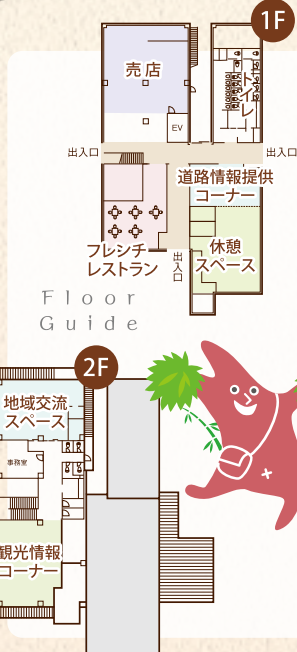 1F
売店
トイレ
EV
出入口
出入口
道路情報提供
コーナー
フレンチ
レストラン
出入口
休憩
スペース
Floor
Guide
2F
地域交流
スペース
事務室
観光情報
コーナー